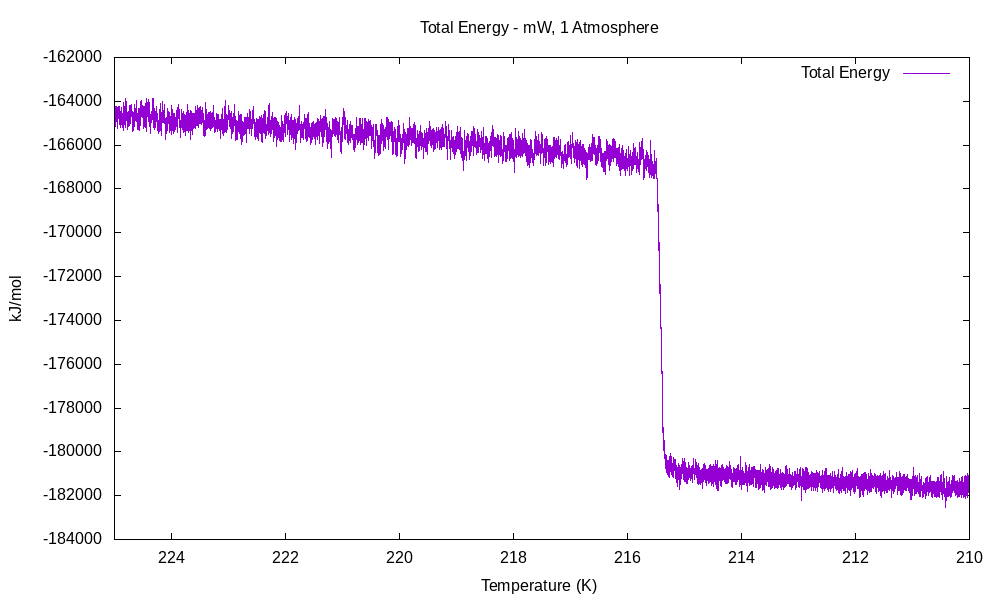 Total Energy - mW, 1 Atmosphere
Total Energy
-162000
-164000
-166000
-168000
-170000
-172000
-174000
-176000
-178000
-180000
-182000
-184000
kJ/mol
224 222 220 218 216 214 212 210
Temperature (K)